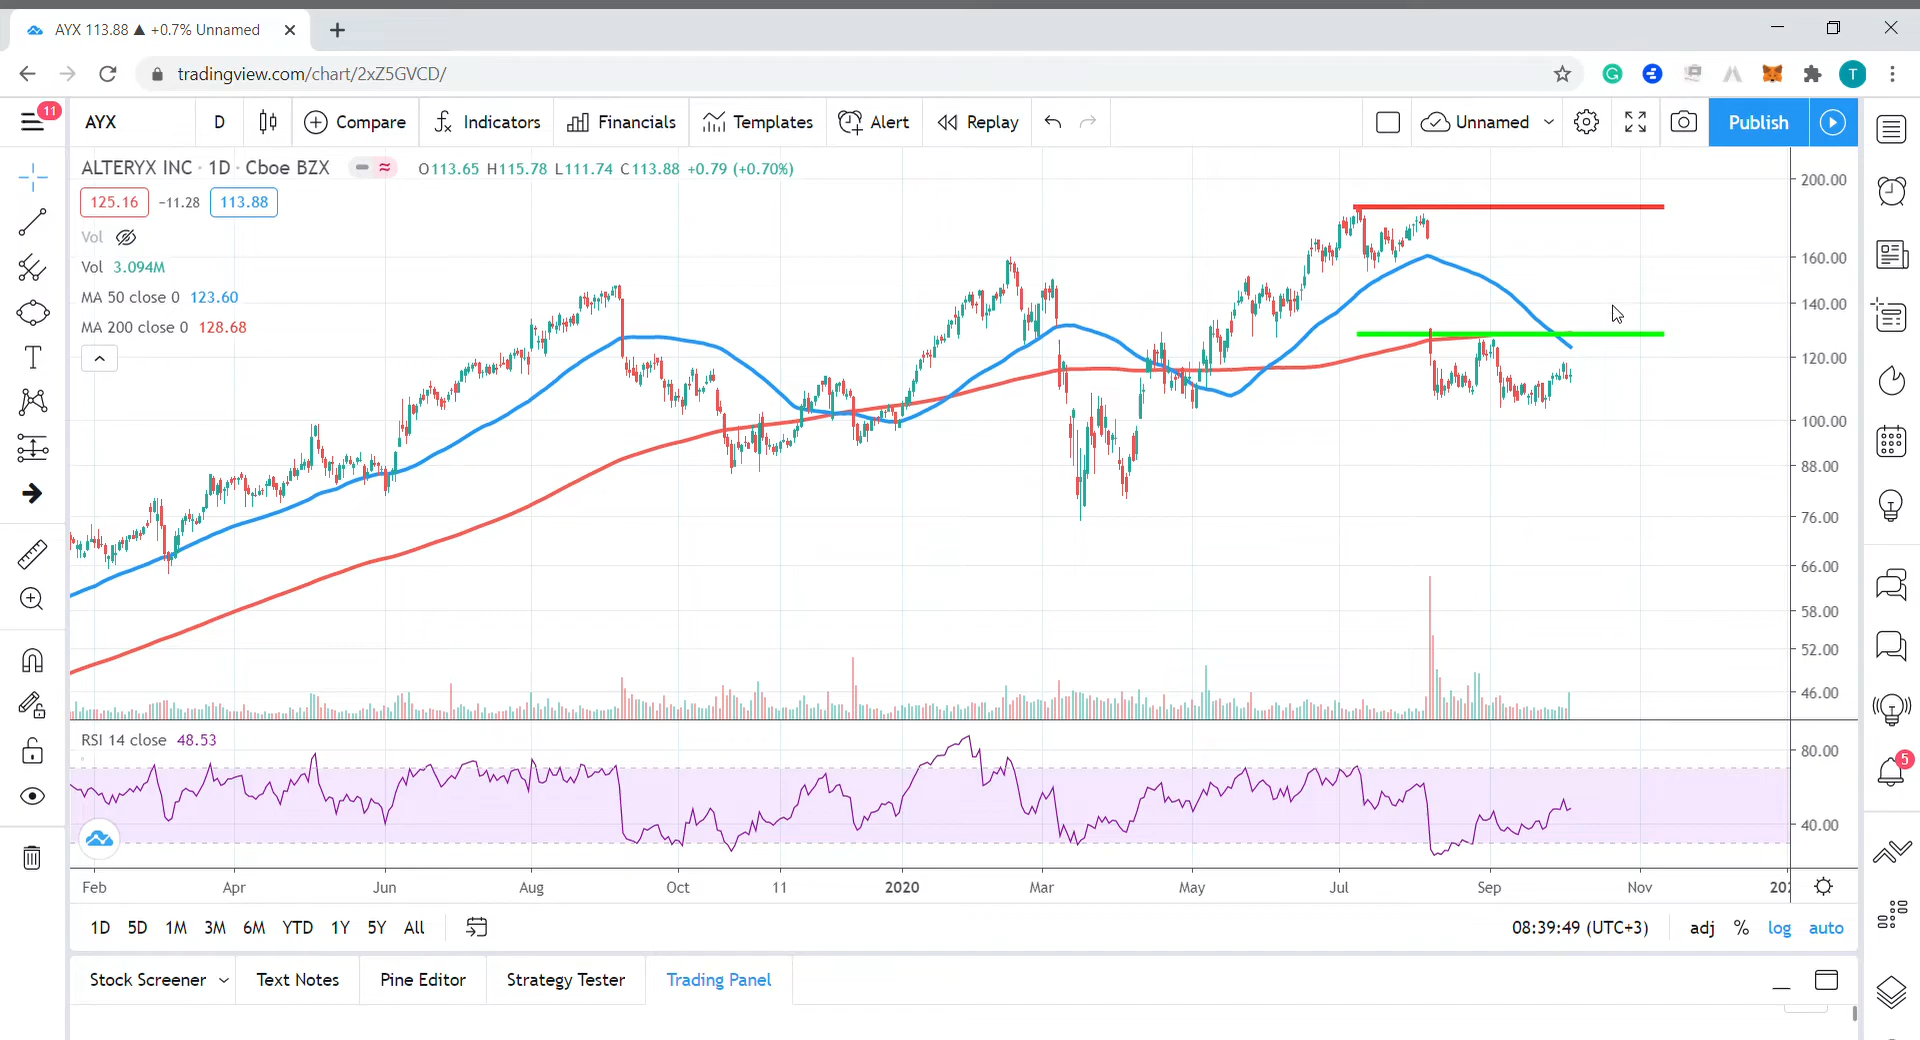 AYX 113.88 ▲ +0.7% Unnamed
tradingview.com/chart/2xZ5GVCD/
T
11
AYX D Compare Indicators Financials Templates Alert Replay Unnamed Publish
ALTERYX INC · 1D · Cboe BZX O113.65 H115.78 L111.74 C113.88 +0.79 (+0.70%)
125.16 −11.28 113.88
Vol
Vol 3.094M
MA 50 close 0 123.60
MA 200 close 0 128.68
200.00
160.00
140.00
120.00
100.00
88.00
76.00
66.00
58.00
52.00
46.00
T
RSI 14 close 48.53
80.00
40.00
5
Feb Apr Jun Aug Oct 11 2020 Mar May Jul Sep Nov
1D 5D 1M 3M 6M YTD 1Y 5Y All 08:39:49 (UTC+3) adj % log auto
Stock Screener Text Notes Pine Editor Strategy Tester Trading Panel